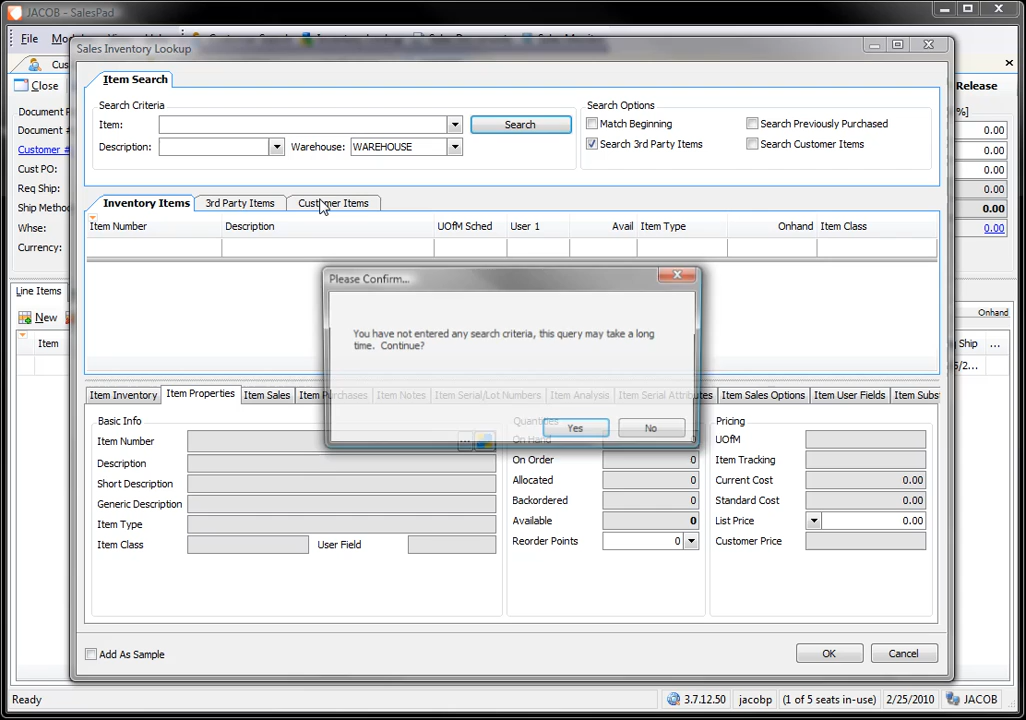 JACOB - SalesPad
File
Sales Inventory Lookup
Close
Release
Item Search
Search Criteria
Item:
Search
Description:
Warehouse: WAREHOUSE
Search Options
Match Beginning
Search Previously Purchased
Search 3rd Party Items
Search Customer Items
Document
Document #
Customer #
Cust PO:
Req Ship:
Ship Method
Whse:
Currency:
%]
0.00
0.00
0.00
0.00
0.00
0.00
Inventory Items 3rd Party Items Customer Items
Item Number Description UOfM Sched User 1 Avail Item Type Onhand Item Class
Line Items
New
Item
Onhand
Ship ...
5/2...
Please Confirm...
You have not entered any search criteria, this query may take a long
time. Continue?
Yes No
Item Inventory Item Properties Item Sales Item Purchases Item Notes Item Serial/Lot Numbers Item Analysis Item Serial Attributes Item Sales Options Item User Fields Item Subst
Basic Info
Item Number
Description
Short Description
Generic Description
Item Type
Item Class
User Field
Quantities
On Hand 0
On Order 0
Allocated 0
Backordered 0
Available 0
Reorder Points 0
Pricing
UOfM
Item Tracking
Current Cost 0.00
Standard Cost 0.00
List Price 0.00
Customer Price
Add As Sample
OK Cancel
Ready
3.7.12.50 jacobp (1 of 5 seats in-use) 2/25/2010 JACOB